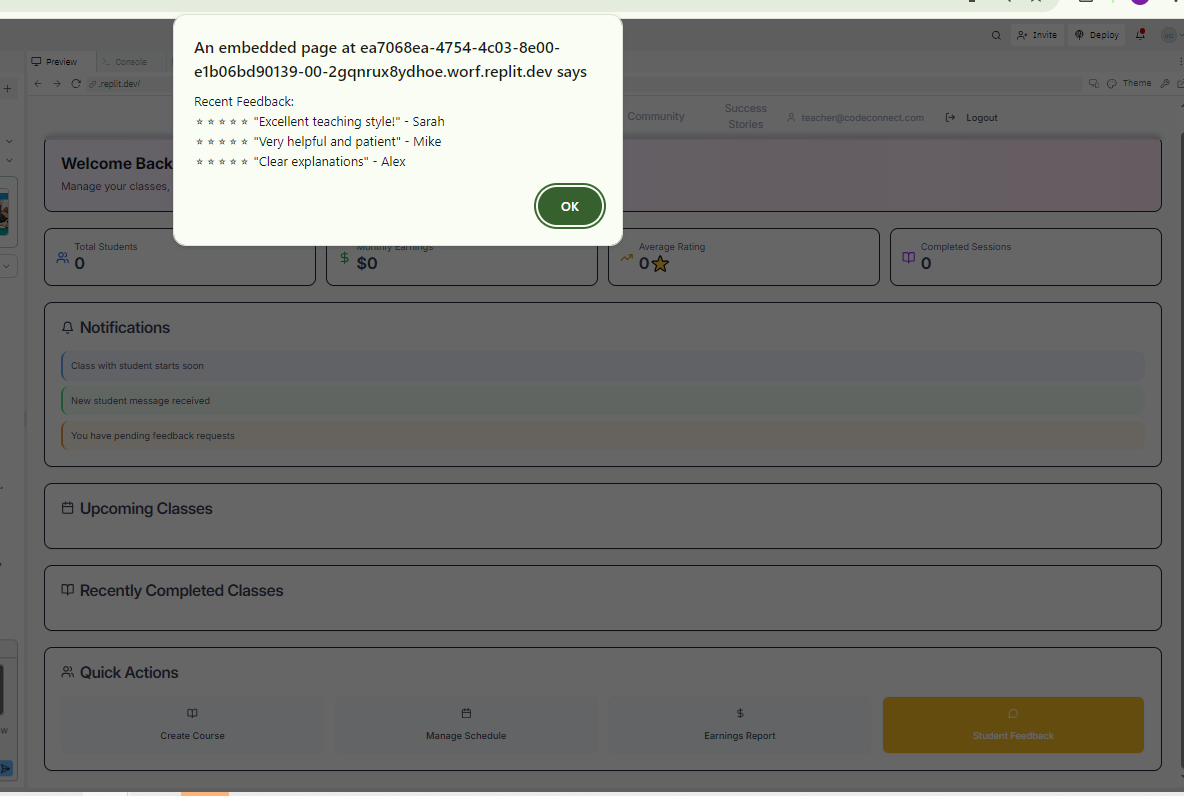 An embedded page at ea7068ea-4754-4c03-8e00-
e1b06bd90139-00-2gqnrux8ydhoe.worf.replit.dev says
Recent Feedback:
⭐⭐⭐⭐⭐ "Excellent teaching style!" - Sarah
⭐⭐⭐⭐⭐ "Very helpful and patient" - Mike
⭐⭐⭐⭐⭐ "Clear explanations" - Alex
OK
Invite
Deploy
Preview
Console
.replit.dev/
Theme
Community
Success
Stories
teacher@codeconnect.com
Logout
Welcome Back
Manage your classes,
Total Students
0
Monthly Earnings
$0
Average Rating
0⭐
Completed Sessions
0
Notifications
Class with student starts soon
New student message received
You have pending feedback requests
Upcoming Classes
Recently Completed Classes
Quick Actions
Create Course
Manage Schedule
Earnings Report
Student Feedback